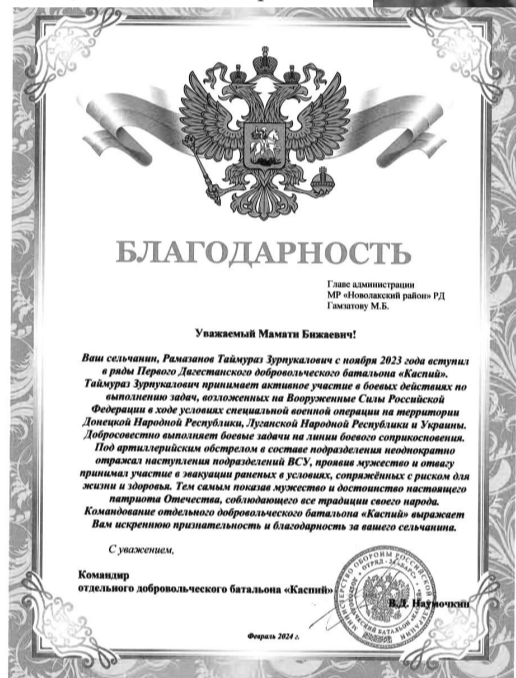 БЛАГОДАРНОСТЬ
Главе администрации
МР «Новолакский район» РД
Гамзатову М.Б.
Уважаемый Мамати Бижаевич!
Ваш сельчанин, Рамазанов Таймураз Зурпукалович с ноября 2023 года вступил
в ряды Первого Дагестанского добровольческого батальона «Каспий».
Таймураз Зурпукалович принимает активное участие в боевых действиях по
выполнению задач, возложенных на Вооруженные Силы Российской
Федерации в ходе условиях специальной военной операции на территории
Донецкой Народной Республики, Луганской Народной Республики и Украины.
Добросовестно выполняет боевые задачи на линии боевого соприкосновения.
Под артиллерийским обстрелом в составе подразделения неоднократно
отражал наступления подразделений ВСУ, проявив мужество и отвагу
принимал участие в эвакуации раненых в условиях, сопряжённых с риском для
жизни и здоровья. Тем самым показав мужество и достоинство настоящего
патриота Отечества, соблюдающего все традиции своего народа.
Командование отдельного добровольческого батальона «Каспий» выражает
Вам искреннюю признательность и благодарность за вашего сельчанина.
С уважением,
Командир
отдельного добровольческого батальона «Каспий»
В.Д. Наумочкин
МИНИСТЕРСТВО ОБОРОНЫ РОССИЙСКОЙ ФЕДЕРАЦИИ
Февраль 2024 г.